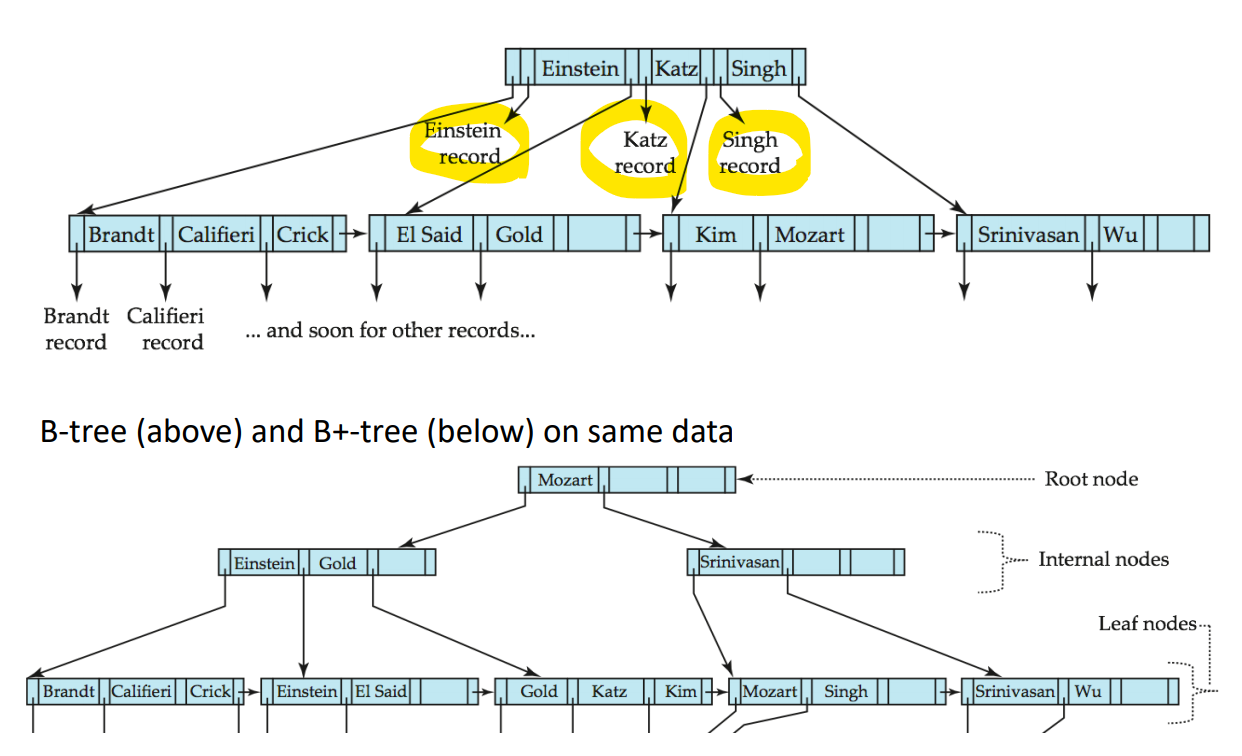 Einstein Katz Singh
Einstein record
Katz record
Singh record
Brandt Califieri Crick El Said Gold Kim Mozart Srinivasan Wu
Brandt record
Califieri record
... and soon for other records...
B-tree (above) and B+-tree (below) on same data
Mozart
Root node
Einstein Gold
Srinivasan
Internal nodes
Leaf nodes
Brandt Califieri Crick Einstein El Said Gold Katz Kim Mozart Singh Srinivasan Wu